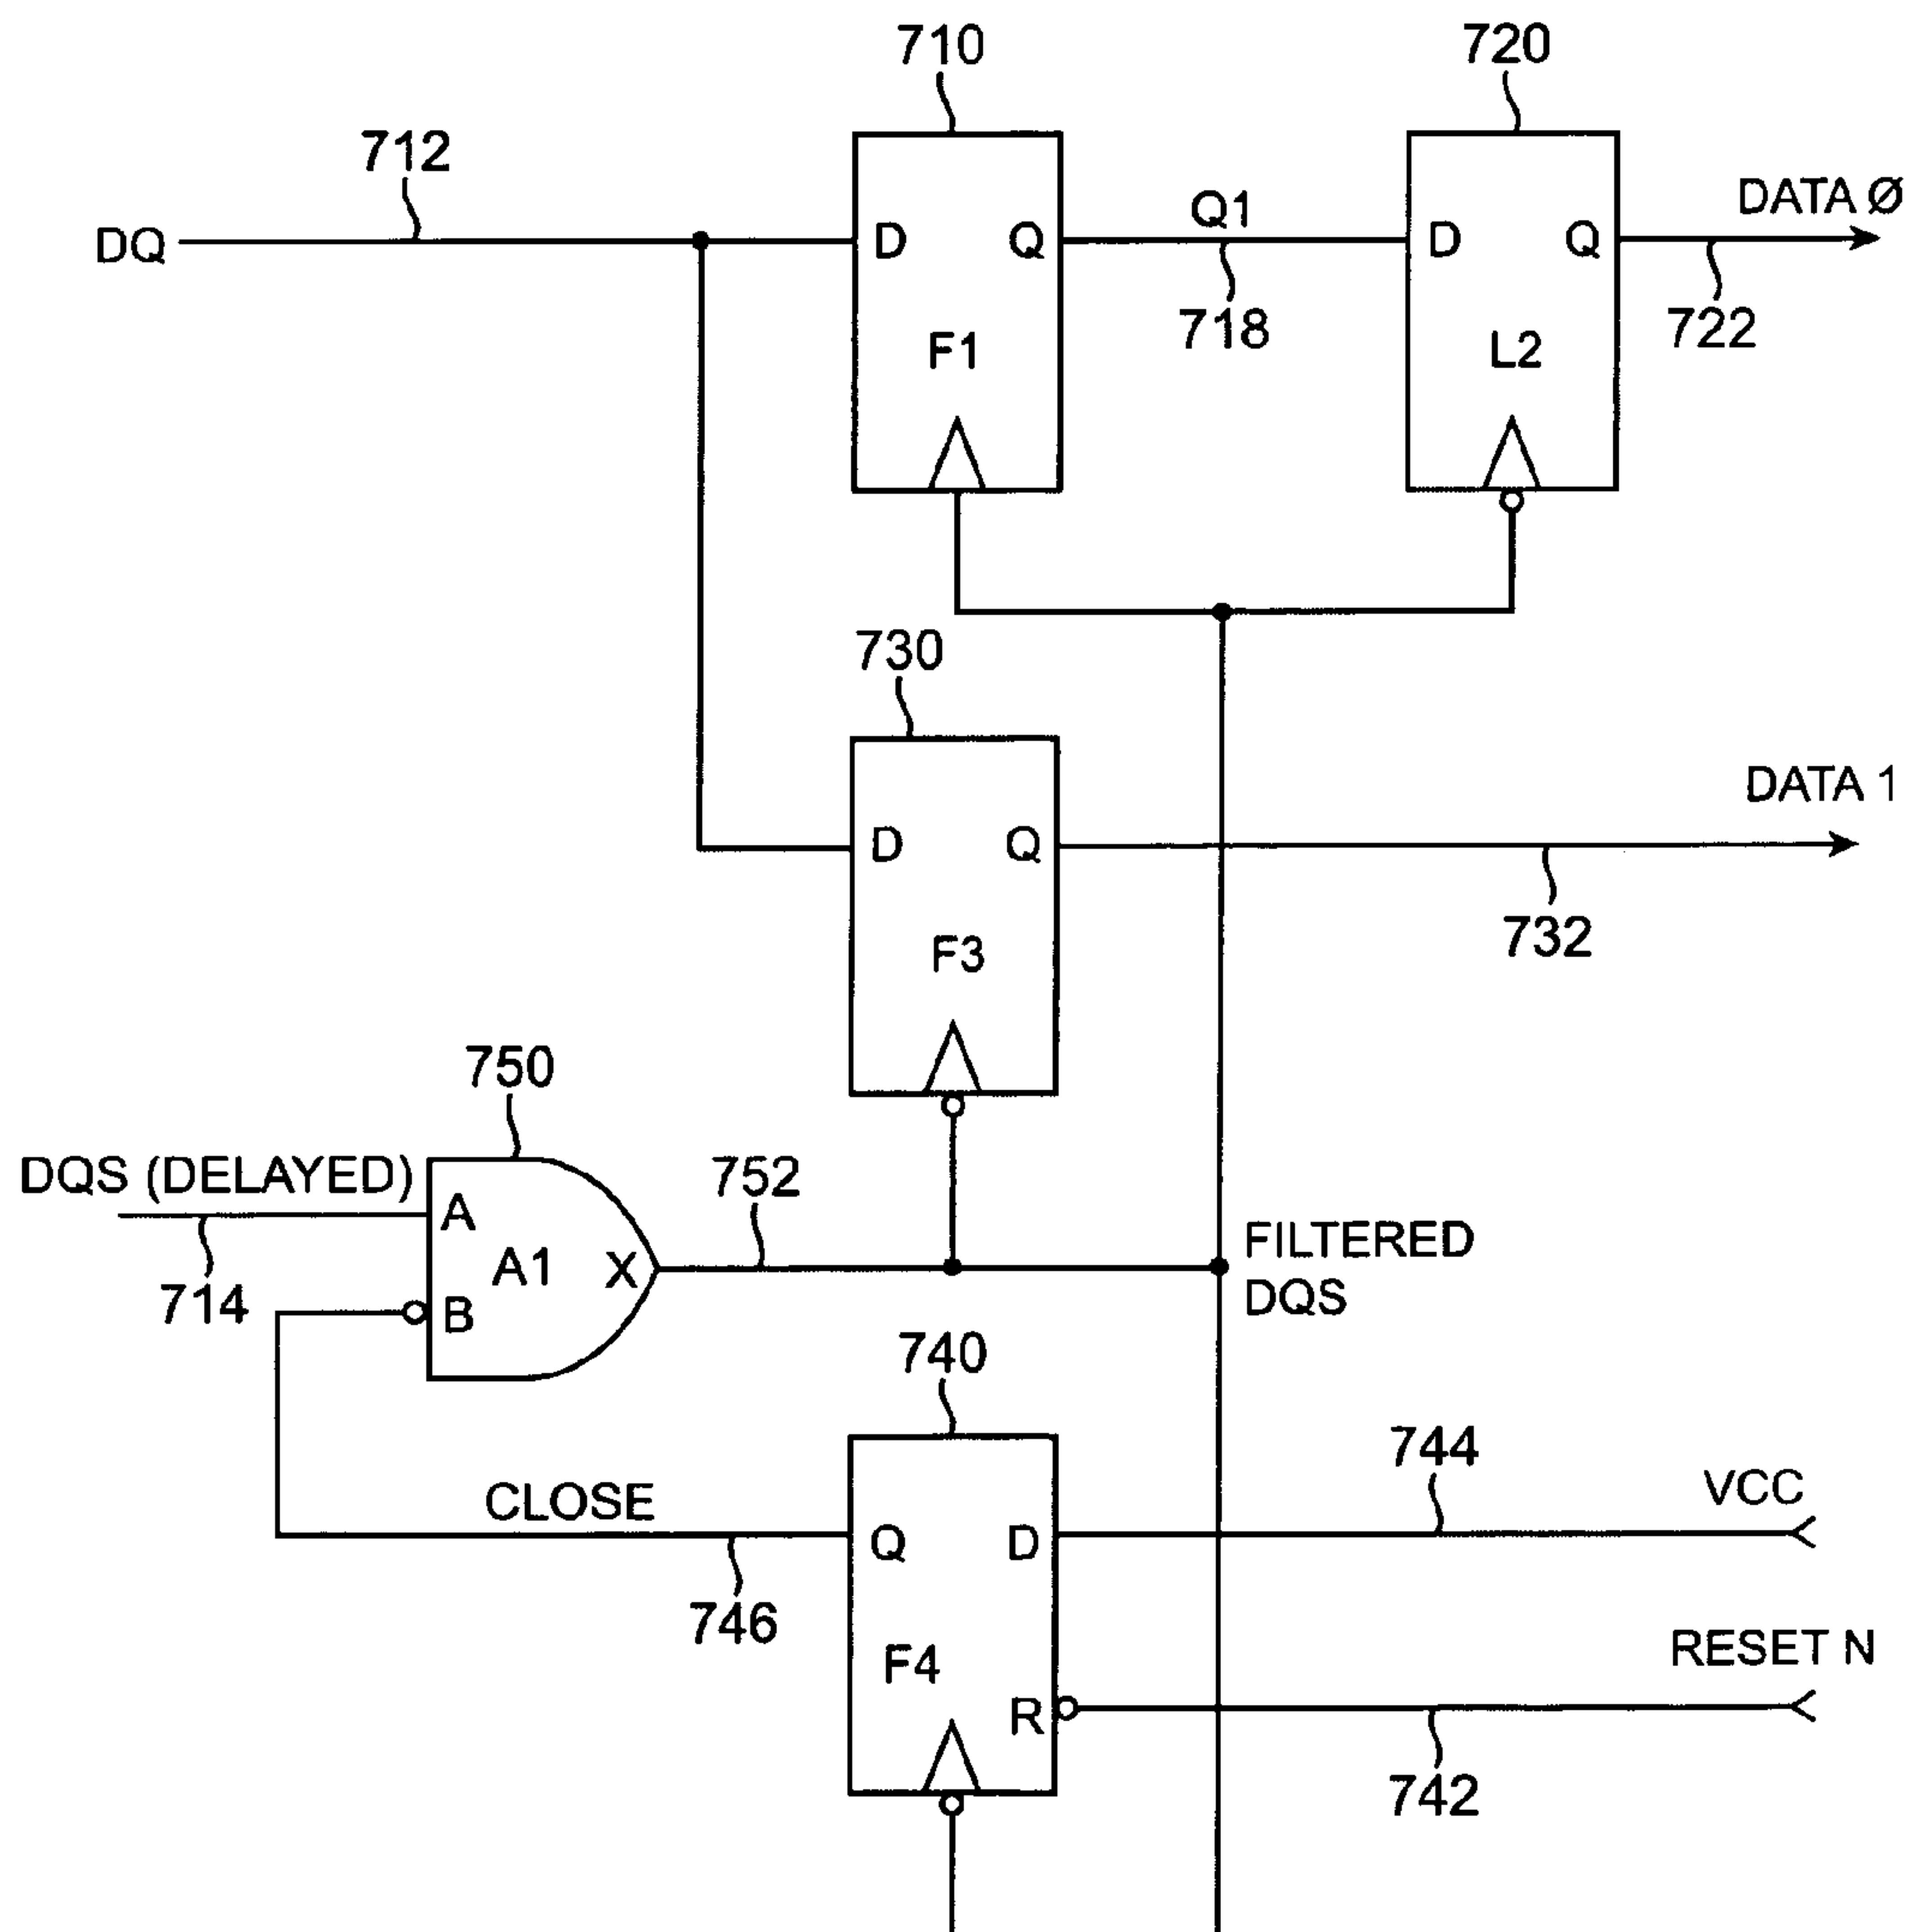 710
720
712
DQ
D
Q
Q1
D
Q
DATA Ø
718
722
F1
L2
730
DATA 1
D
Q
732
F3
750
DQS (DELAYED)
752
A
A1
X
714
B
FILTERED
DQS
740
744
VCC
CLOSE
Q
D
746
RESET N
F4
R
742